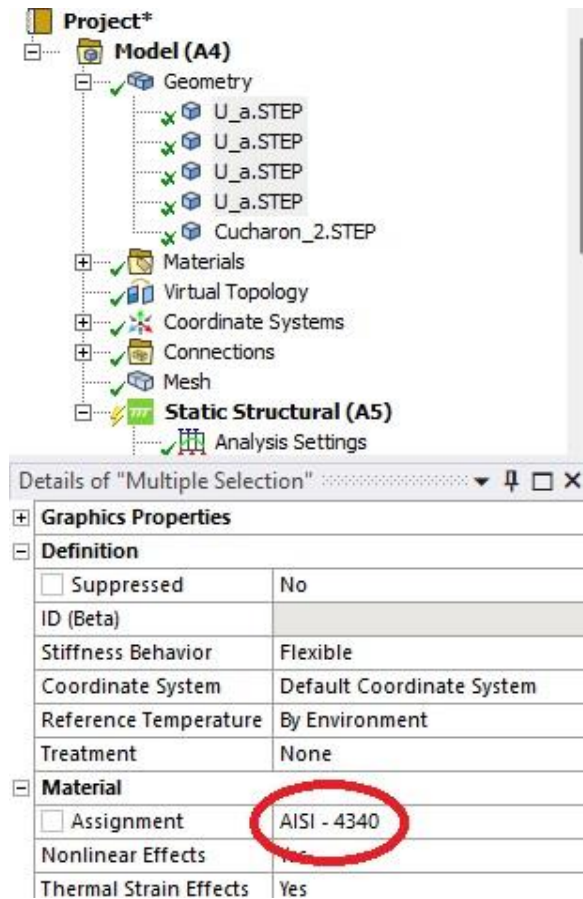 Project*
Model (A4)
Geometry
U_a.STEP
U_a.STEP
U_a.STEP
U_a.STEP
Cucharon_2.STEP
Materials
Virtual Topology
Coordinate Systems
Connections
Mesh
Static Structural (A5)
Analysis Settings
Details of "Multiple Selection"
Graphics Properties
Definition
Suppressed No
ID (Beta)
Stiffness Behavior Flexible
Coordinate System Default Coordinate System
Reference Temperature By Environment
Treatment None
Material
Assignment AISI - 4340
Nonlinear Effects
Thermal Strain Effects Yes